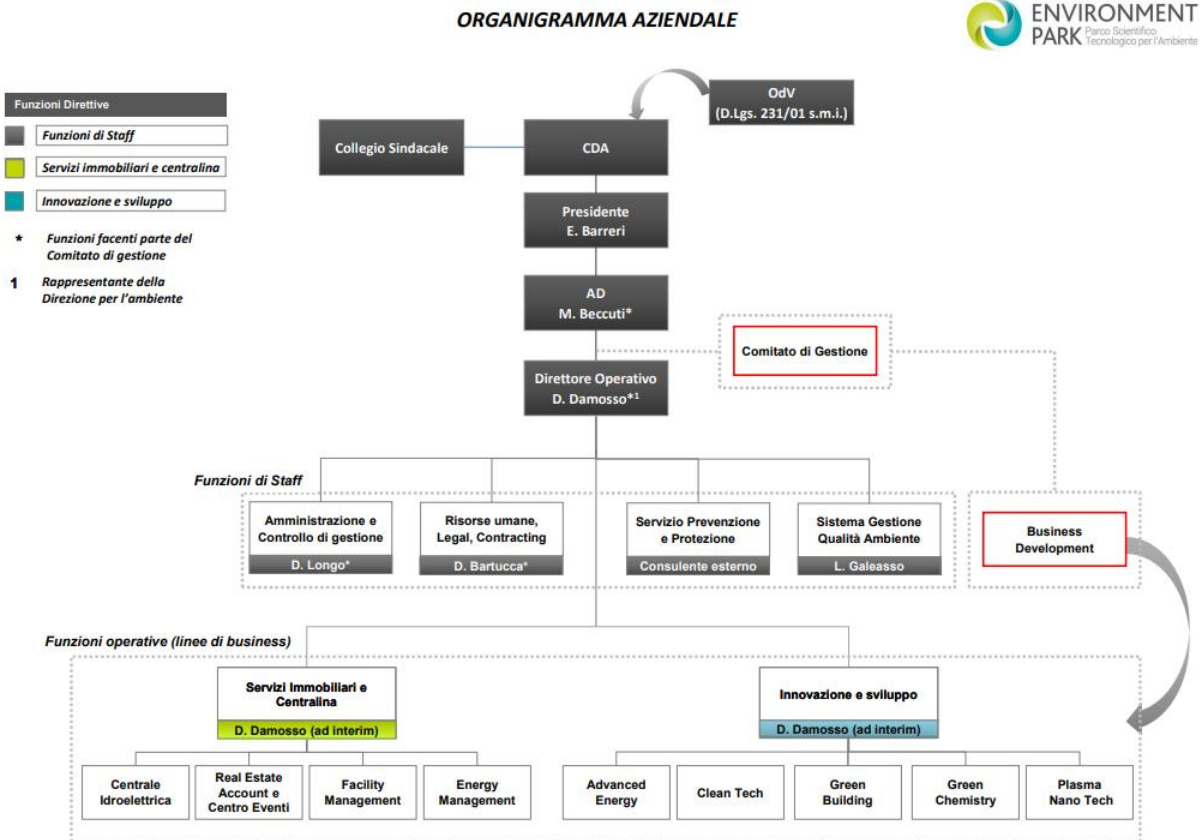 ORGANIGRAMMA AZIENDALE
ENVIRONMENT
PARK Parco Scientifico
Tecnologico per l'Ambiente
Funzioni Direttive
Funzioni di Staff
Servizi immobiliari e centralina
Innovazione e sviluppo
* Funzioni facenti parte del
Comitato di gestione
1 Rappresentante della
Direzione per l'ambiente
OdV
(D.Lgs. 231/01 s.m.i.)
Collegio Sindacale
CDA
Presidente
E. Barreri
AD
M. Beccuti*
Comitato di Gestione
Direttore Operativo
D. Damosso*¹
Funzioni di Staff
Amministrazione e
Controllo di gestione
D. Longo*
Risorse umane,
Legal, Contracting
D. Bartucca*
Servizio Prevenzione
e Protezione
Consulente esterno
Sistema Gestione
Qualità Ambiente
L. Galeasso
Business
Development
Funzioni operative (linee di business)
Servizi Immobiliari e
Centralina
D. Damosso (ad interim)
Innovazione e sviluppo
D. Damosso (ad interim)
Centrale
Idroelettrica
Real Estate
Account e
Centro Eventi
Facility
Management
Energy
Management
Advanced
Energy
Clean Tech
Green
Building
Green
Chemistry
Plasma
Nano Tech